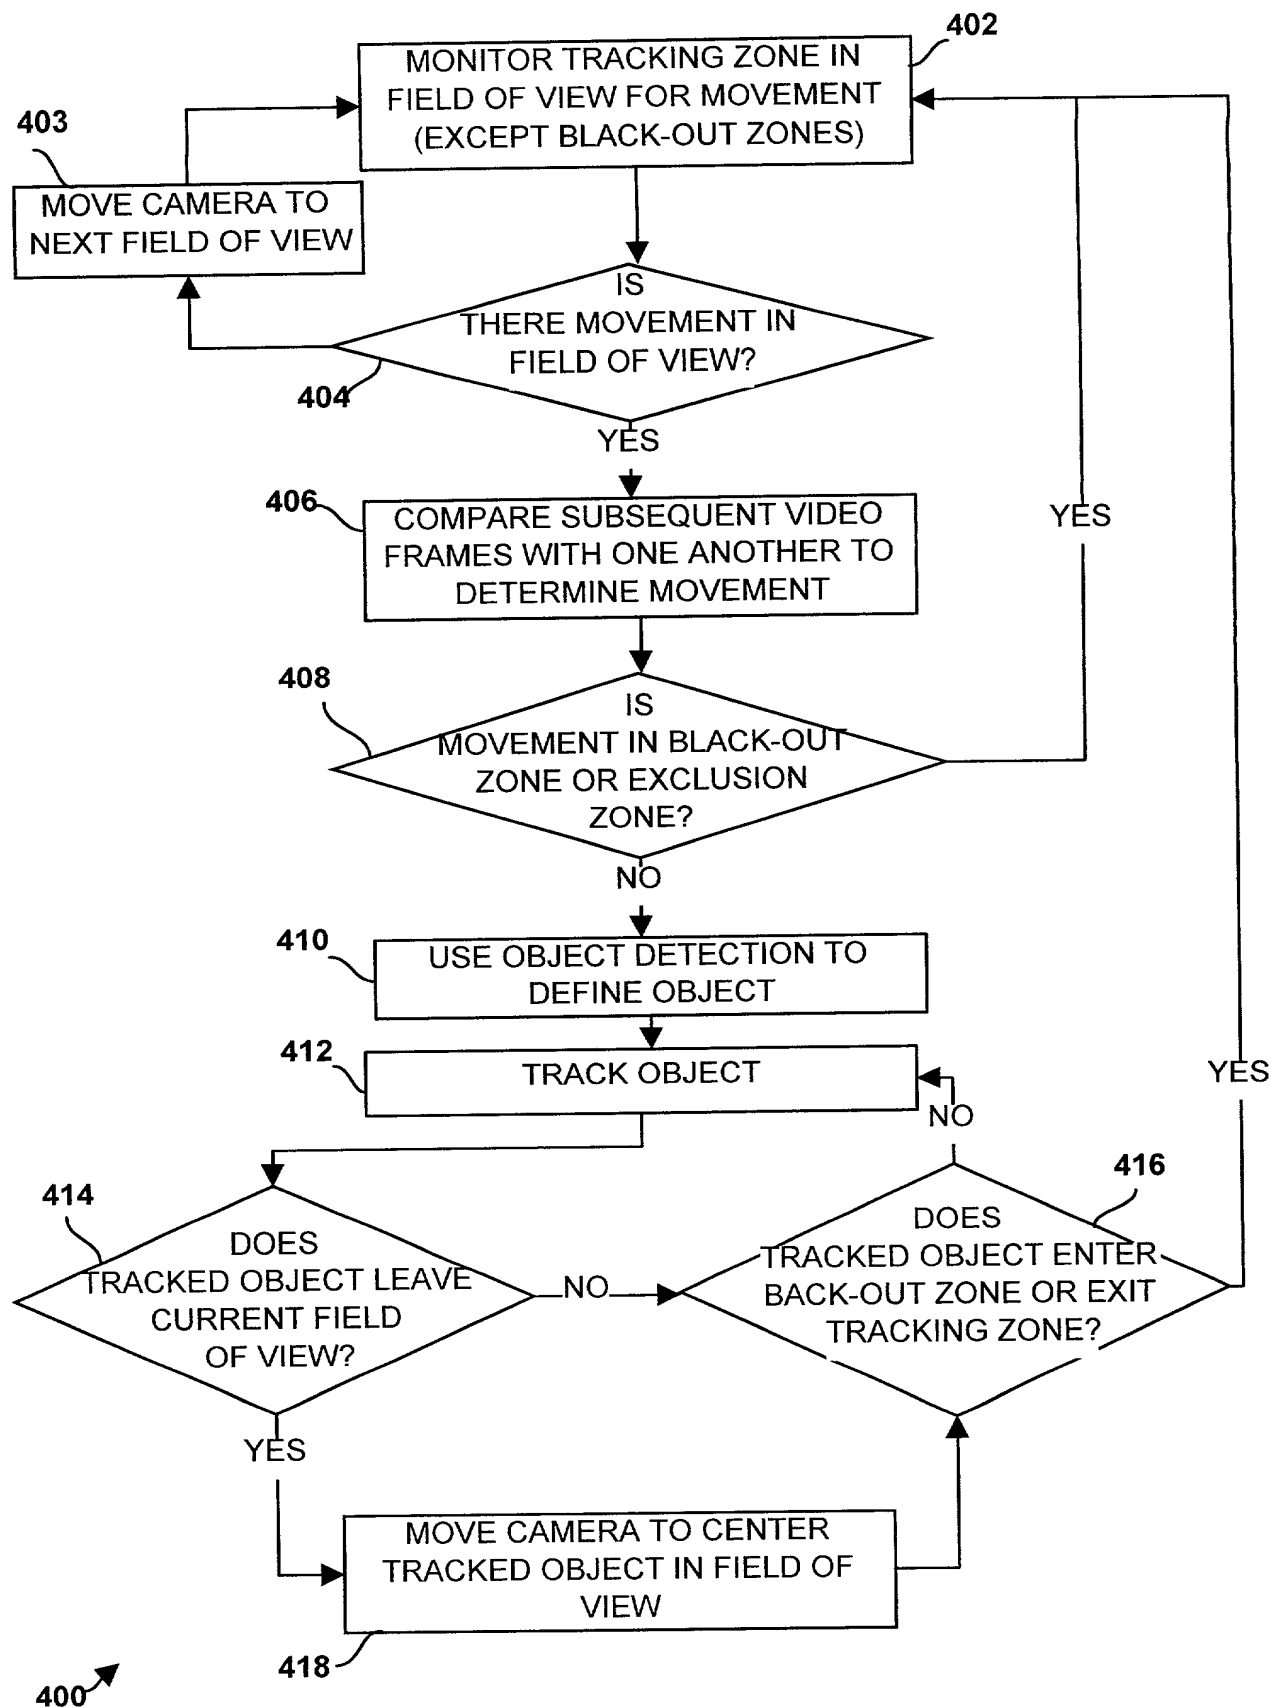 402
MONITOR TRACKING ZONE IN
FIELD OF VIEW FOR MOVEMENT
(EXCEPT BLACK-OUT ZONES)
403
MOVE CAMERA TO
NEXT FIELD OF VIEW
IS
THERE MOVEMENT IN
FIELD OF VIEW?
404
YES
406
COMPARE SUBSEQUENT VIDEO
FRAMES WITH ONE ANOTHER TO
DETERMINE MOVEMENT
YES
408
IS
MOVEMENT IN BLACK-OUT
ZONE OR EXCLUSION
ZONE?
NO
410
USE OBJECT DETECTION TO
DEFINE OBJECT
412
TRACK OBJECT
YES
NO
414
DOES
TRACKED OBJECT LEAVE
CURRENT FIELD
OF VIEW?
NO
416
DOES
TRACKED OBJECT ENTER
BACK-OUT ZONE OR EXIT
TRACKING ZONE?
YES
MOVE CAMERA TO CENTER
TRACKED OBJECT IN FIELD OF
VIEW
418
400